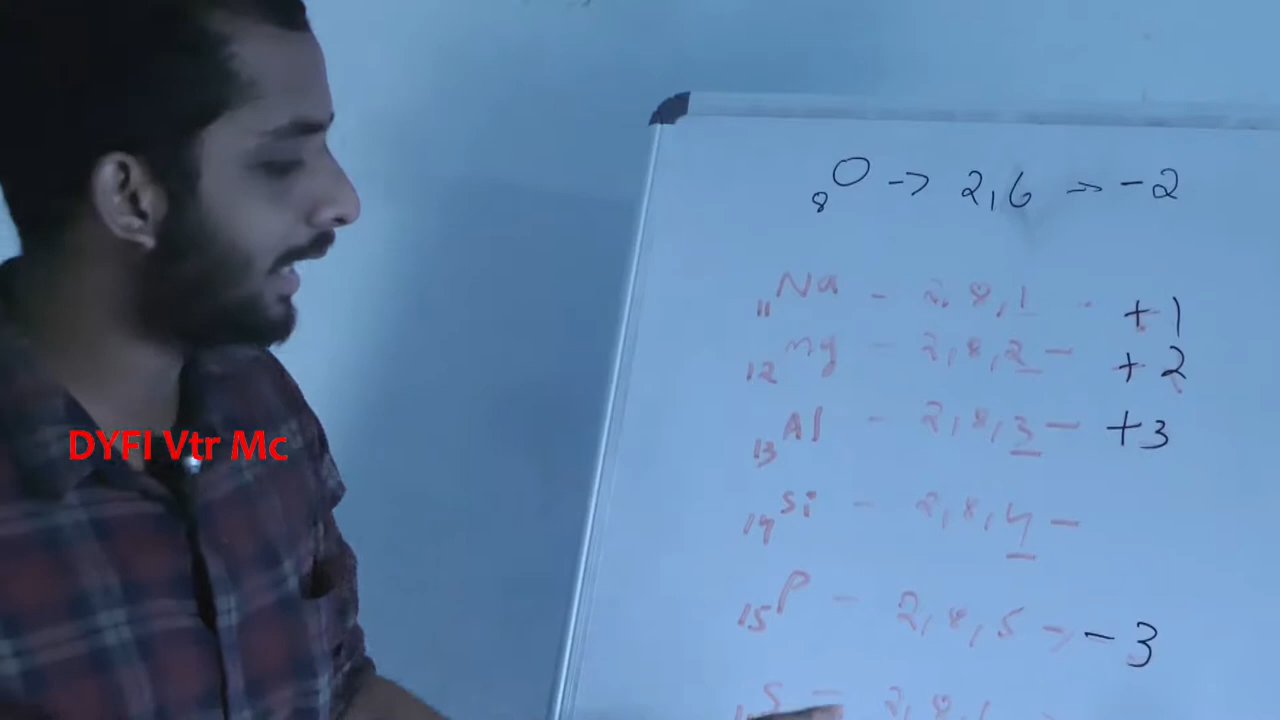 ₈O -> 2,6 -> -2
₁₁Na - 2,8,1 - +1
₁₂Mg - 2,8,2 - +2
₁₃Al - 2,8,3 - +3
DYFI Vtr Mc
₁₄Si - 2,8,4 -
₁₅P - 2,8,5 -> -3
S - 2,8,